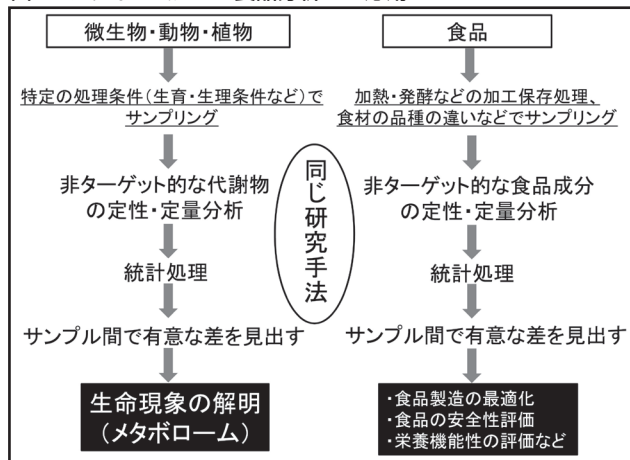 微生物・動物・植物
特定の処理条件(生育・生理条件など)で
サンプリング
非ターゲット的な代謝物
の定性・定量分析
統計処理
サンプル間で有意な差を見出す
生命現象の解明
(メタボローム)
同じ研究手法
食品
加熱・発酵などの加工保存処理、
食材の品種の違いなどでサンプリング
非ターゲット的な食品成分
の定性・定量分析
統計処理
サンプル間で有意な差を見出す
・食品製造の最適化
・食品の安全性評価
・栄養機能性の評価など